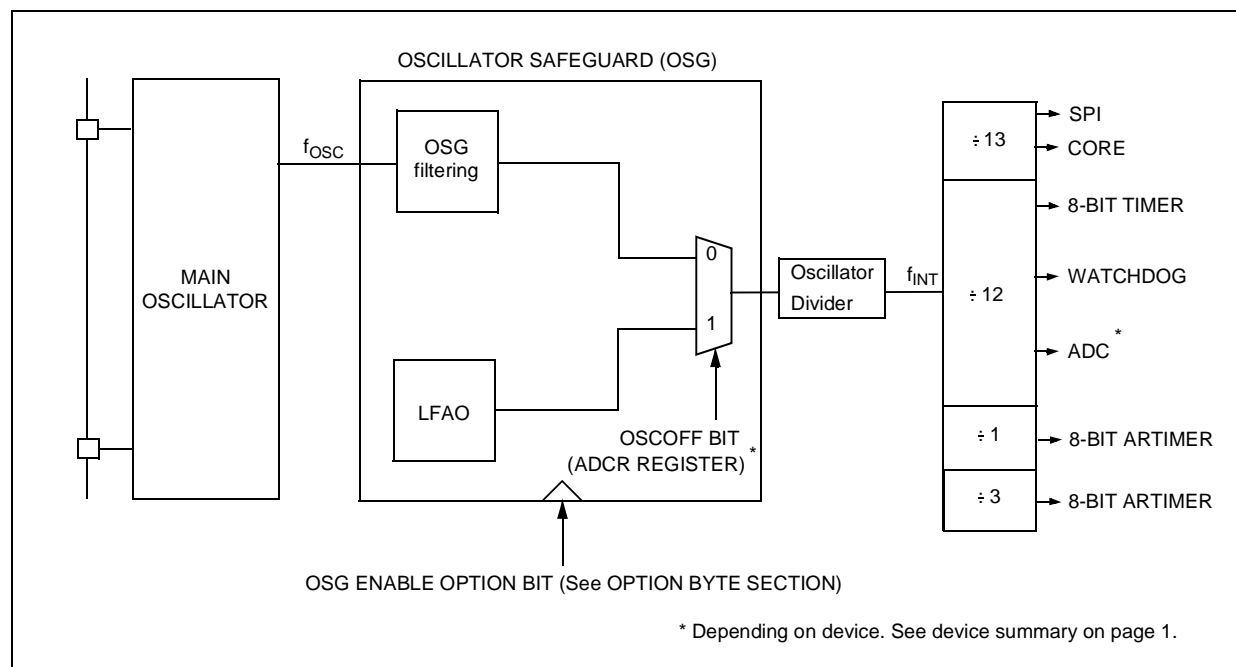 OSCILLATOR SAFEGUARD (OSG)
MAIN
OSCILLATOR
fOSC
OSG
filtering
LFAO
0
1
OSCOFF BIT
(ADCR REGISTER) *
Oscillator
Divider
fINT
÷ 13
÷ 12
÷ 1
÷ 3
SPI
CORE
8-BIT TIMER
WATCHDOG
ADC *
8-BIT ARTIMER
8-BIT ARTIMER
OSG ENABLE OPTION BIT (See OPTION BYTE SECTION)
* Depending on device. See device summary on page 1.